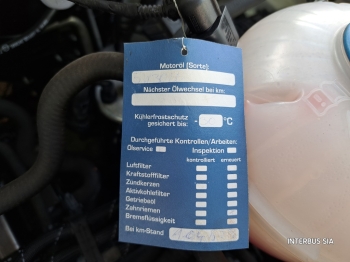 Motoröl (Sorte):
Nächster Ölwechsel bei km:
Kühlerfrostschutz
gesichert bis: - °C
Durchgeführte Kontrollen/Arbeiten:
Ölservice Inspektion
kontrolliert erneuert
Luftfilter
Kraftstofffilter
Zündkerzen
Aktivkohlefilter
Getriebeöl
Zahnriemen
Bremsflüssigkeit
Bei km-Stand
INTERBUS SIA